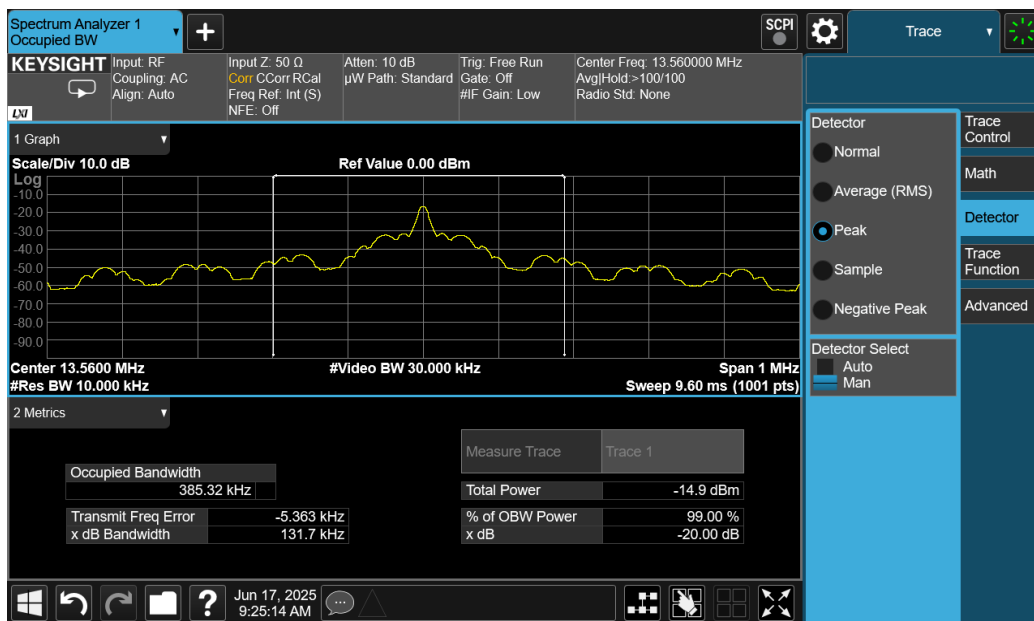 Spectrum Analyzer 1
Occupied BW
SCPI
Trace
KEYSIGHT
LXI
Input: RF
Coupling: AC
Align: Auto
Input Z: 50 Ω
Corr CCorr RCal
Freq Ref: Int (S)
NFE: Off
Atten: 10 dB
µW Path: Standard
Trig: Free Run
Gate: Off
#IF Gain: Low
Center Freq: 13.560000 MHz
Avg|Hold:>100/100
Radio Std: None
1 Graph
Scale/Div 10.0 dB
Ref Value 0.00 dBm
Log
-10.0
-20.0
-30.0
-40.0
-50.0
-60.0
-70.0
-80.0
-90.0
Center 13.5600 MHz
#Video BW 30.000 kHz
Span 1 MHz
#Res BW 10.000 kHz
Sweep 9.60 ms (1001 pts)
2 Metrics
Measure Trace
Trace 1
Occupied Bandwidth
385.32 kHz
Total Power
-14.9 dBm
Transmit Freq Error
-5.363 kHz
% of OBW Power
99.00 %
x dB Bandwidth
131.7 kHz
x dB
-20.00 dB
Detector
Normal
Average (RMS)
Peak
Sample
Negative Peak
Detector Select
Auto
Man
Trace
Control
Math
Detector
Trace
Function
Advanced
?
Jun 17, 2025
9:25:14 AM